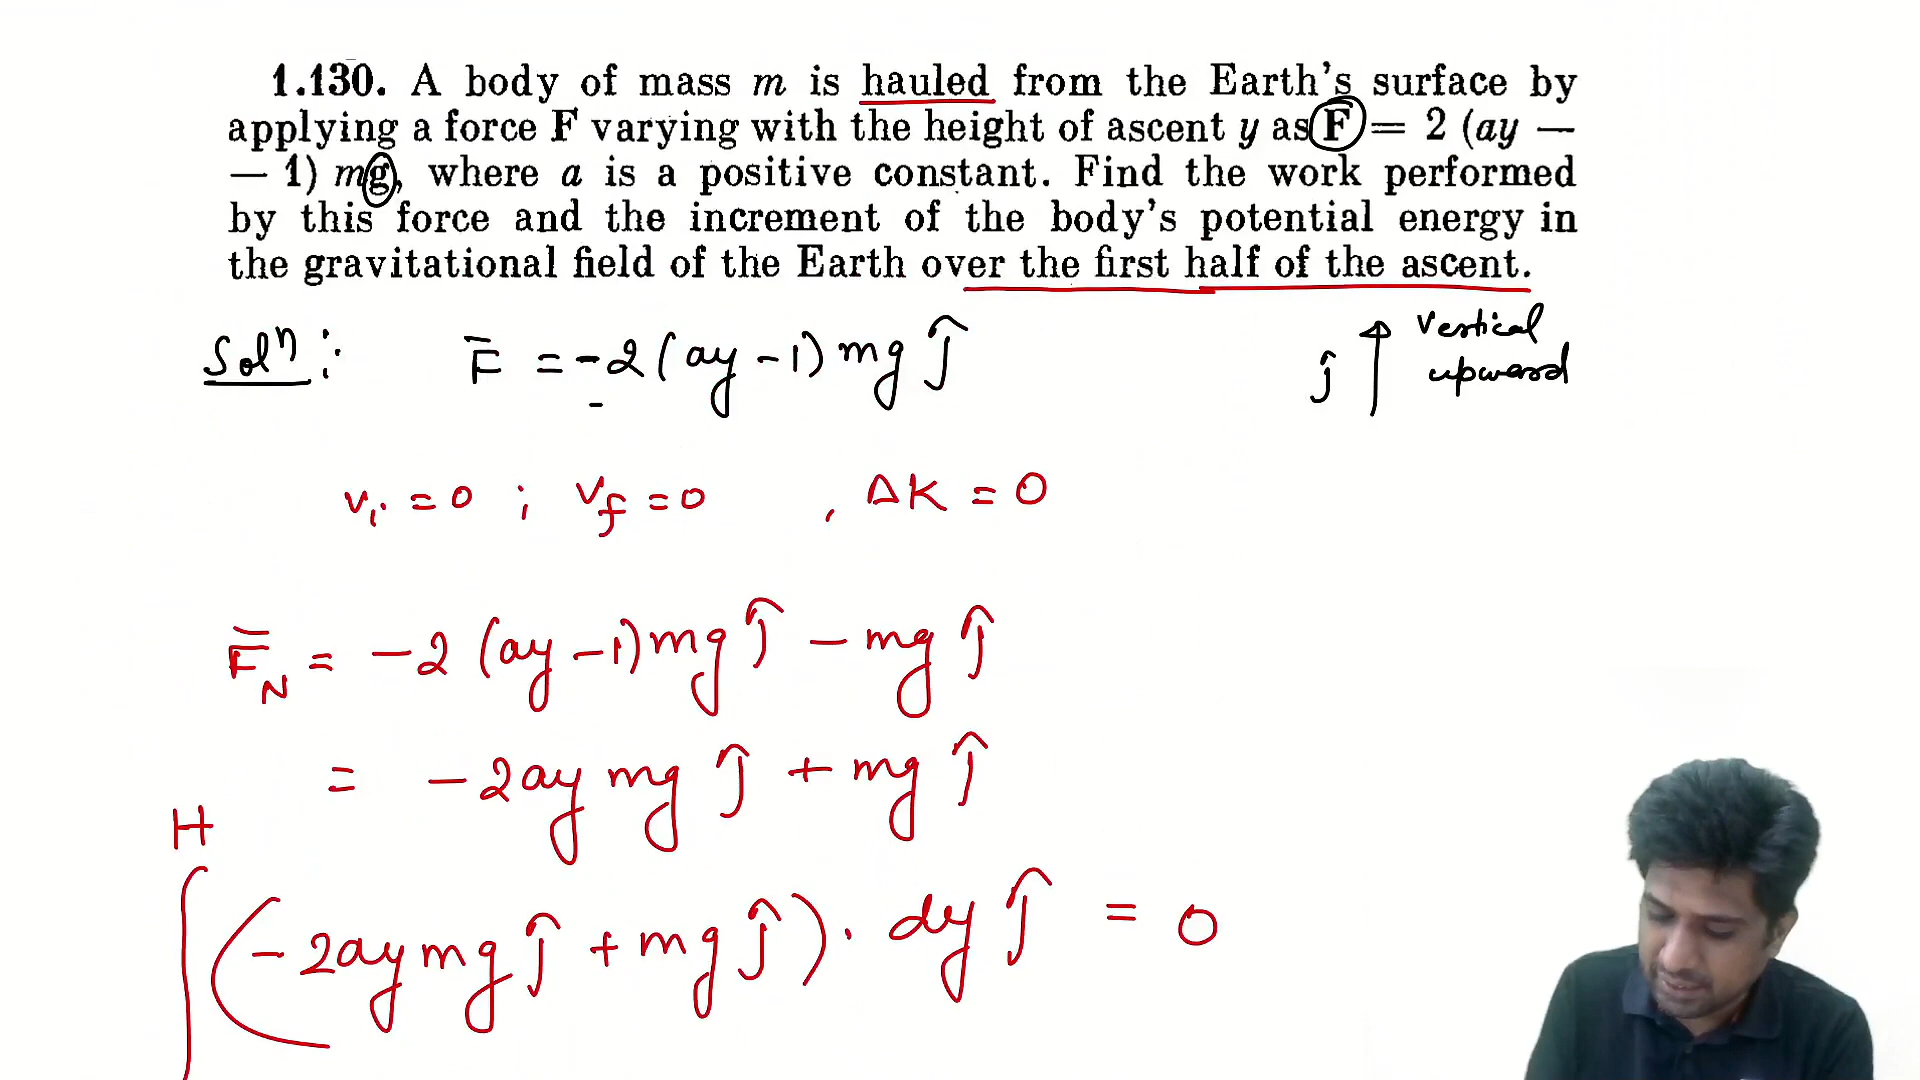 1.130. A body of mass m is hauled from the Earth's surface by
applying a force F varying with the height of ascent y as F = 2 (ay —
— 1) mg, where a is a positive constant. Find the work performed
by this force and the increment of the body's potential energy in
the gravitational field of the Earth over the first half of the ascent.
Solⁿ : F̄ = -2(ay-1)mg ĵ
ĵ ↑ Vertical
upward
vᵢ = 0 ; v_f = 0 , ΔK = 0
F̄_N = -2 (ay-1)mg ĵ - mg ĵ
= -2ay mg ĵ + mg ĵ
H
∫ (-2ay mg ĵ + mg ĵ) · dy ĵ = 0